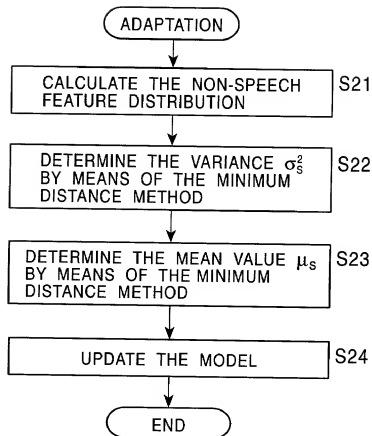 ADAPTATION
CALCULATE THE NON-SPEECH
FEATURE DISTRIBUTION
S21
DETERMINE THE VARIANCE σ²ₛ
BY MEANS OF THE MINIMUM
DISTANCE METHOD
S22
DETERMINE THE MEAN VALUE μₛ
BY MEANS OF THE MINIMUM
DISTANCE METHOD
S23
UPDATE THE MODEL
S24
END